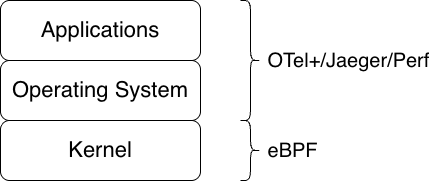 Applications
OTel+/Jaeger/Perf
Operating System
Kernel
eBPF